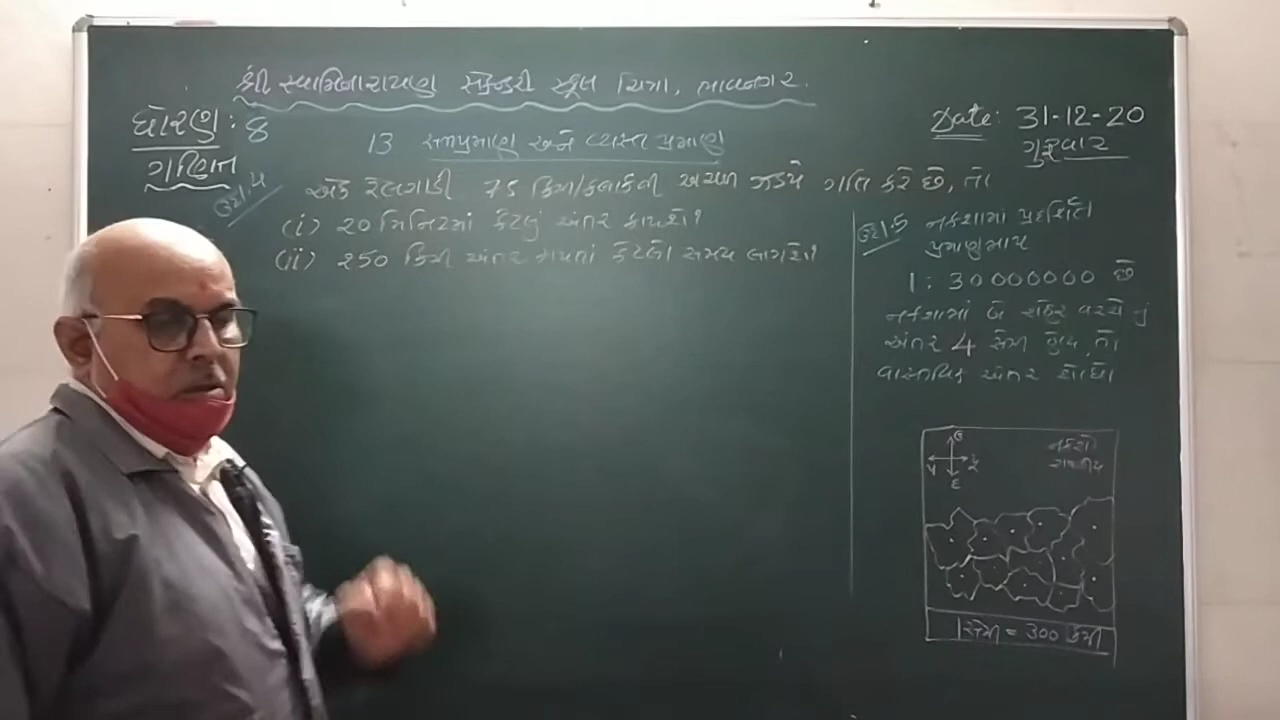 શ્રી સ્વામિનારાયણ સેકન્ડરી સ્કૂલ ચિત્રા, ભાવનગર.
ધોરણ: 8
ગણિત
Date: 31-12-20
ગુરૂવાર
13 સમપ્રમાણ અને વ્યસ્ત પ્રમાણ
ઉદા.5
એક રેલગાડી 75 કિમી/કલાકની અચળ ઝડપે ગતિ કરે છે, તો
(i) 20 મિનિટમાં કેટલું અંતર કાપશે?
(ii) 250 કિમી અંતર કાપતાં કેટલો સમય લાગશે?
ઉદા.6 નકશામાં પ્રદર્શિત
પ્રમાણમાપ
1 : 30000000 છે
નકશામાં બે શહેર વચ્ચેનું
અંતર 4 સેમી હોય, તો
વાસ્તવિક અંતર શોધો
નકશો
ઉ
પ
દ
1 સેમી = 300 કિમી